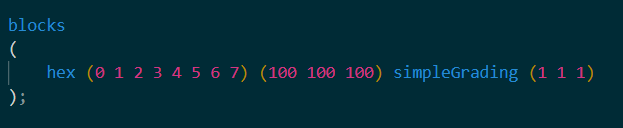 blocks
(
hex (0 1 2 3 4 5 6 7) (100 100 100) simpleGrading (1 1 1)
);